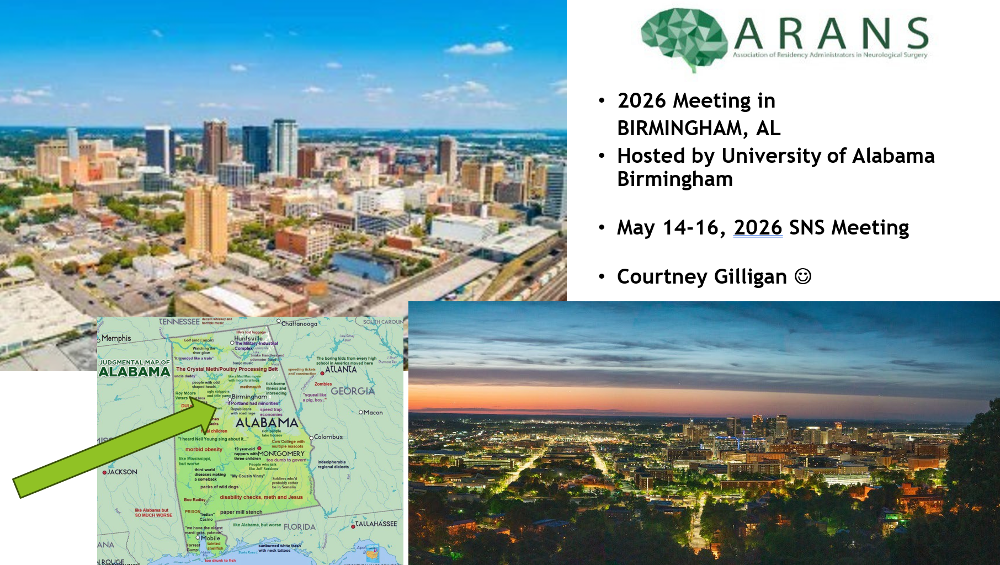 ARANS
Association of Residency Administrators in Neurological Surgery
• 2026 Meeting in
BIRMINGHAM, AL
• Hosted by University of Alabama
Birmingham
• May 14-16, 2026 SNS Meeting
• Courtney Gilligan ☺
TENNESSEE
decent whiskey and
horrible music
Chattanooga
SOUTH CAROLIN
Memphis
life's lost luggage
Golf (and Cancer)
Huntsville
The Military-Industrial
Complex
Guntersville
Lake
Watching the
river glow
"it sounded like a train"
Snake Handlers and
odometer fraud
banjo music
JUDGMENTAL MAP OF
ALABAMA
The boring kids from every high
school in America moved here
ATLANTA
speeding tickets
and construction
The Crystal Meth/Poultry Processing Belt
uncle daddy"
like a Mad Max movie
with more feral hogs
people with odd
shaped heads
methmouth
tick-borne
illness and
inbreeding
Zombies
GEORGIA
"squeal like
a pig, boy.."
Roy Moore
Voters
ugly strippers
and title pawn
Birmingham
"if Portland had minorities"
Republicans
with road rage
speed trap
economies
Macon
ALABAMA
children
rich people
lake houses
"I heard Neil Young sing about it..."
Colombus
Cow College with
multiple mascots
morbid obesity
19 year-old
rappers with
three children
MONTGOMERY
too dumb to govern
like Mississippi,
but worse
People who talk
like Jeff Sessions
indecipherable
regional dialects
JACKSON
third world
diseases making
a comeback
"My Cousin Vinny"
Soldiers who'd
probably rather
be in Somalia
packs of wild dogs
Boo Radley
disability checks, meth and Jesus
like Alabama but
SO MUCH WORSE
PRISON
"Indian"
Casino
paper mill stench
like Alabama, but worse
FLORIDA
TALLAHASSEE
"we have the oldest
mardi gras, yaknow"
Mobile
tainted
shellfish
Forrest
Gump
Mobile
Bay
sunburned white trash
with neck tattoos
too drunk to fish
ANA
N ROUGE